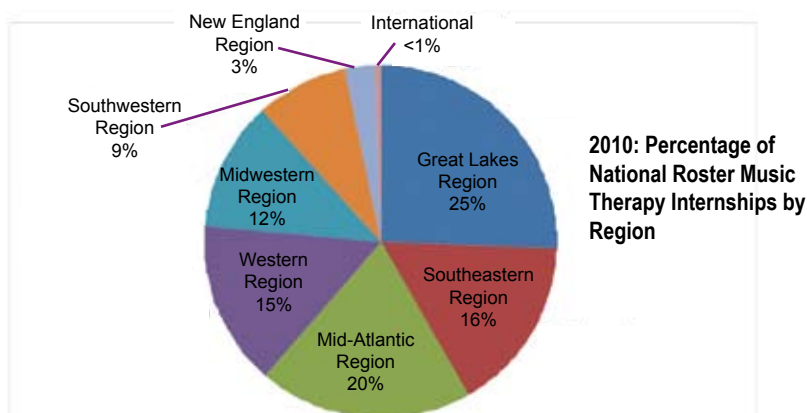 New England
Region
3%
International
<1%
Southwestern
Region
9%
Midwestern
Region
12%
Great Lakes
Region
25%
2010: Percentage of
National Roster Music
Therapy Internships by
Region
Western
Region
15%
Southeastern
Region
16%
Mid-Atlantic
Region
20%